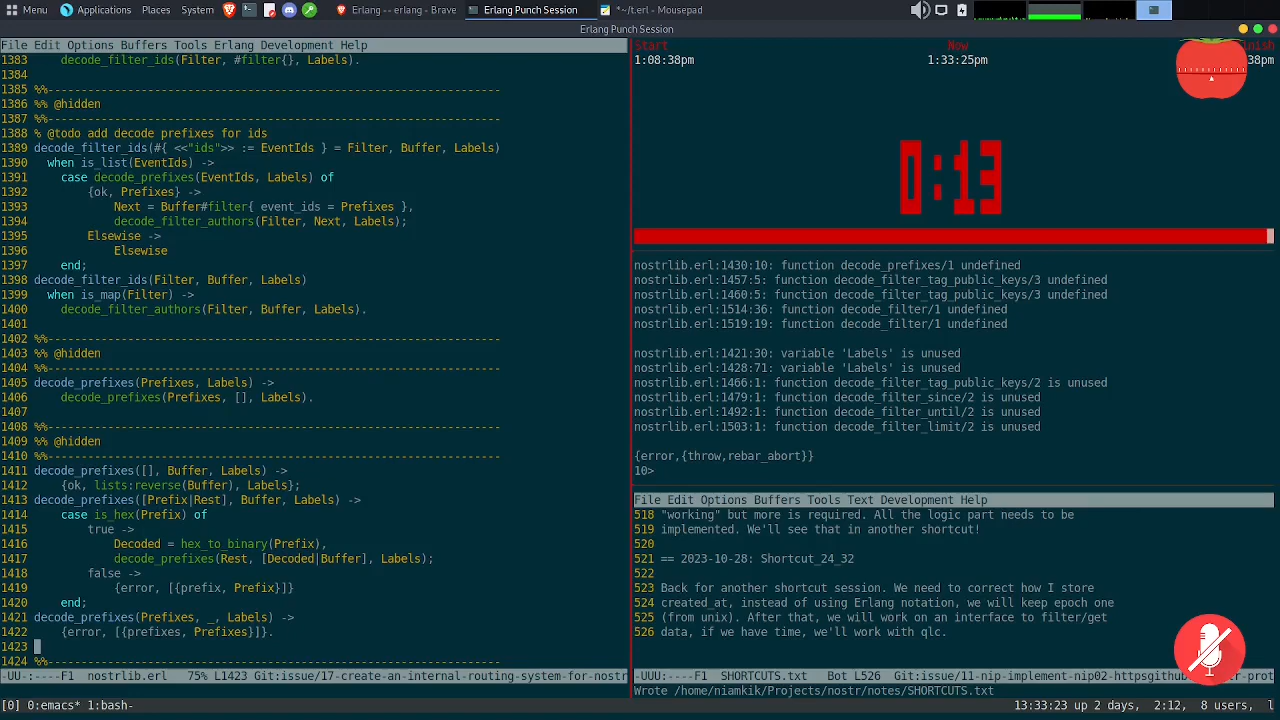 Menu Applications Places System Erlang -- erlang - Brave Erlang Punch Session *~/t.erl - Mousepad
Erlang Punch Session
File Edit Options Buffers Tools Erlang Development Help
1383 decode_filter_ids(Filter, #filter{}, Labels).
1384
1385 %%--------------------------------------------------------------------
1386 %% @hidden
1387 %%--------------------------------------------------------------------
1388 % @todo add decode prefixes for ids
1389 decode_filter_ids(#{ <<"ids">> := EventIds } = Filter, Buffer, Labels)
1390 when is_list(EventIds) ->
1391 case decode_prefixes(EventIds, Labels) of
1392 {ok, Prefixes} ->
1393 Next = Buffer#filter{ event_ids = Prefixes },
1394 decode_filter_authors(Filter, Next, Labels);
1395 Elsewise ->
1396 Elsewise
1397 end;
1398 decode_filter_ids(Filter, Buffer, Labels)
1399 when is_map(Filter) ->
1400 decode_filter_authors(Filter, Buffer, Labels).
1401
1402 %%--------------------------------------------------------------------
1403 %% @hidden
1404 %%--------------------------------------------------------------------
1405 decode_prefixes(Prefixes, Labels) ->
1406 decode_prefixes(Prefixes, [], Labels).
1407
1408 %%--------------------------------------------------------------------
1409 %% @hidden
1410 %%--------------------------------------------------------------------
1411 decode_prefixes([], Buffer, Labels) ->
1412 {ok, lists:reverse(Buffer), Labels};
1413 decode_prefixes([Prefix|Rest], Buffer, Labels) ->
1414 case is_hex(Prefix) of
1415 true ->
1416 Decoded = hex_to_binary(Prefix),
1417 decode_prefixes(Rest, [Decoded|Buffer], Labels);
1418 false ->
1419 {error, [{prefix, Prefix}]}
1420 end;
1421 decode_prefixes(Prefixes, _, Labels) ->
1422 {error, [{prefixes, Prefixes}]}.
1423
1424 %%--------------------------------------------------------------------
-UU-:----F1 nostrlib.erl 75% L1423 Git:issue/17-create-an-internal-routing-system-for-nostr
Start Now
1:08:38pm 1:33:25pm 38pm
0:13
nostrlib.erl:1430:10: function decode_prefixes/1 undefined
nostrlib.erl:1457:5: function decode_filter_tag_public_keys/3 undefined
nostrlib.erl:1460:5: function decode_filter_tag_public_keys/3 undefined
nostrlib.erl:1514:36: function decode_filter/1 undefined
nostrlib.erl:1519:19: function decode_filter/1 undefined
nostrlib.erl:1421:30: variable 'Labels' is unused
nostrlib.erl:1428:71: variable 'Labels' is unused
nostrlib.erl:1466:1: function decode_filter_tag_public_keys/2 is unused
nostrlib.erl:1479:1: function decode_filter_since/2 is unused
nostrlib.erl:1492:1: function decode_filter_until/2 is unused
nostrlib.erl:1503:1: function decode_filter_limit/2 is unused
{error,{throw,rebar_abort}}
10>
File Edit Options Buffers Tools Text Development Help
518 "working" but more is required. All the logic part needs to be
519 implemented. We'll see that in another shortcut!
520
521 == 2023-10-28: Shortcut_24_32
522
523 Back for another shortcut session. We need to correct how I store
524 created_at, instead of using Erlang notation, we will keep epoch one
525 (from unix). After that, we will work on an interface to filter/get
526 data, if we have time, we'll work with qlc.
-UUU:----F1 SHORTCUTS.txt Bot L526 Git:issue/11-nip-implement-nip02-httpsgithub
Wrote /home/niamkik/Projects/nostr/notes/SHORTCUTS.txt
[0] 0:emacs* 1:bash- 13:33:23 up 2 days, 2:12, 8 users, l